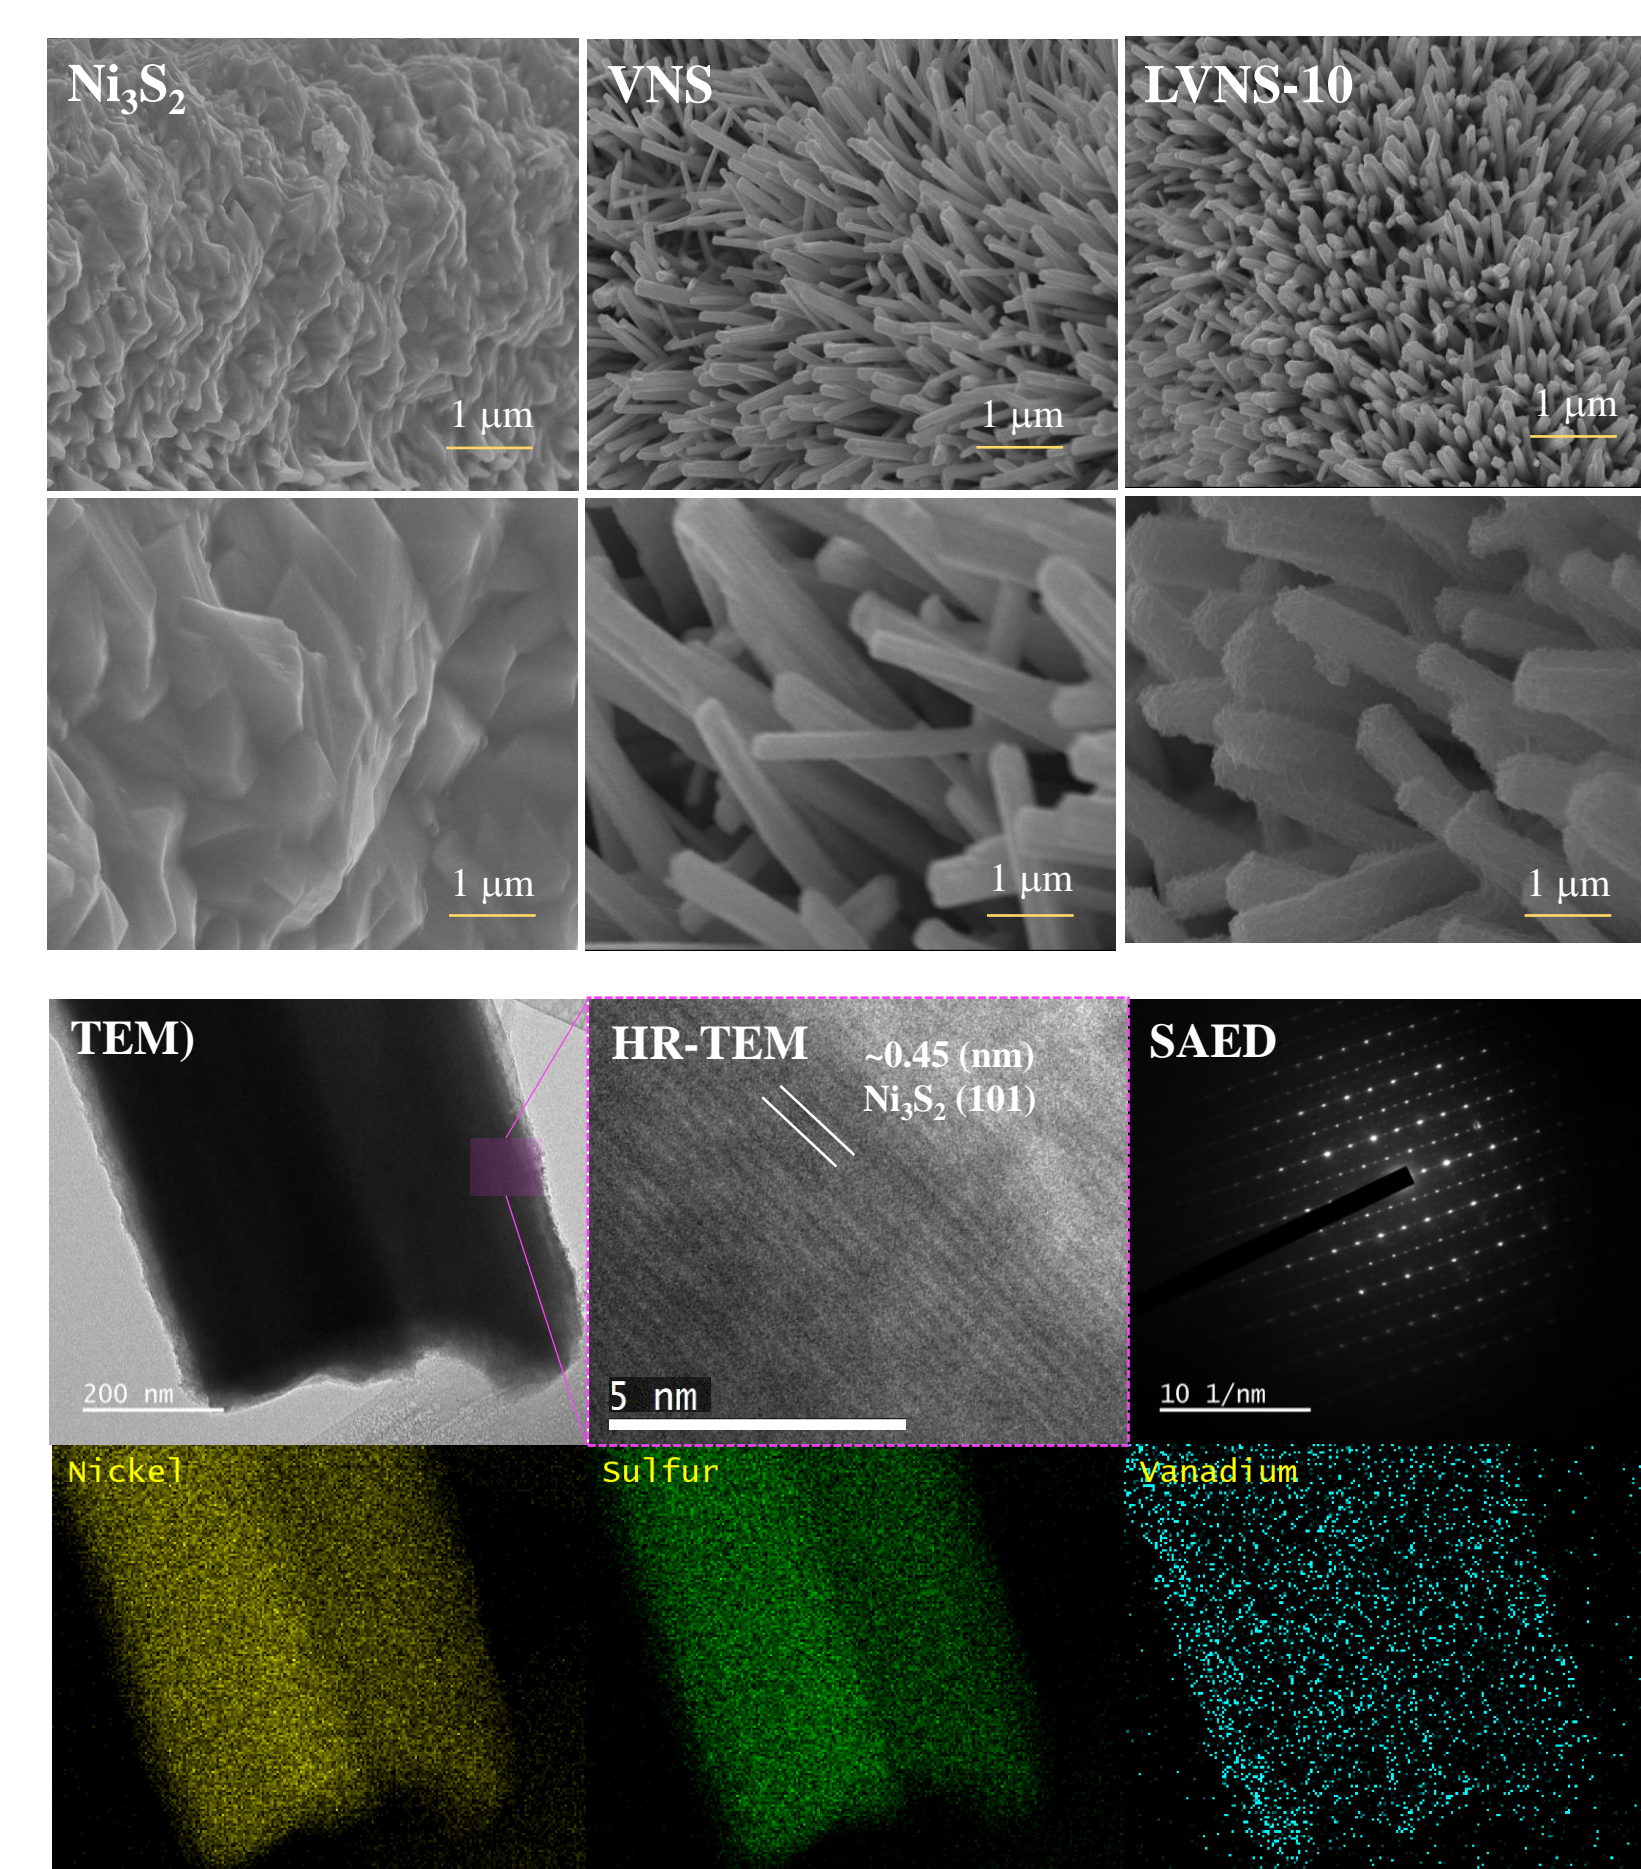 Ni₃S₂
VNS
LVNS-10
1 μm
1 μm
1 μm
1 μm
1 μm
1 μm
TEM)
HR-TEM
~0.45 (nm)
Ni₃S₂ (101)
SAED
200 nm
5 nm
10 1/nm
Nickel
Sulfur
Vanadium